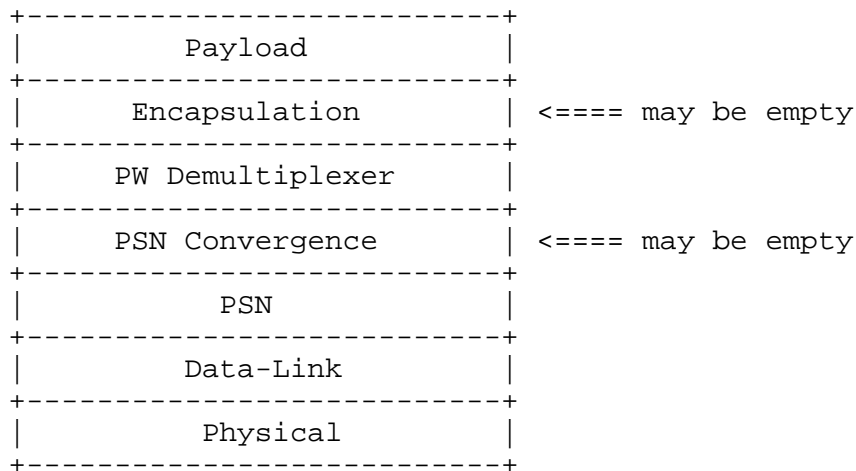 +---------------------------+
|          Payload          |
+---------------------------+
|       Encapsulation       | <==== may be empty
+---------------------------+
|     PW Demultiplexer      |
+---------------------------+
|      PSN Convergence      | <==== may be empty
+---------------------------+
|            PSN            |
+---------------------------+
|         Data-Link         |
+---------------------------+
|          Physical         |
+---------------------------+